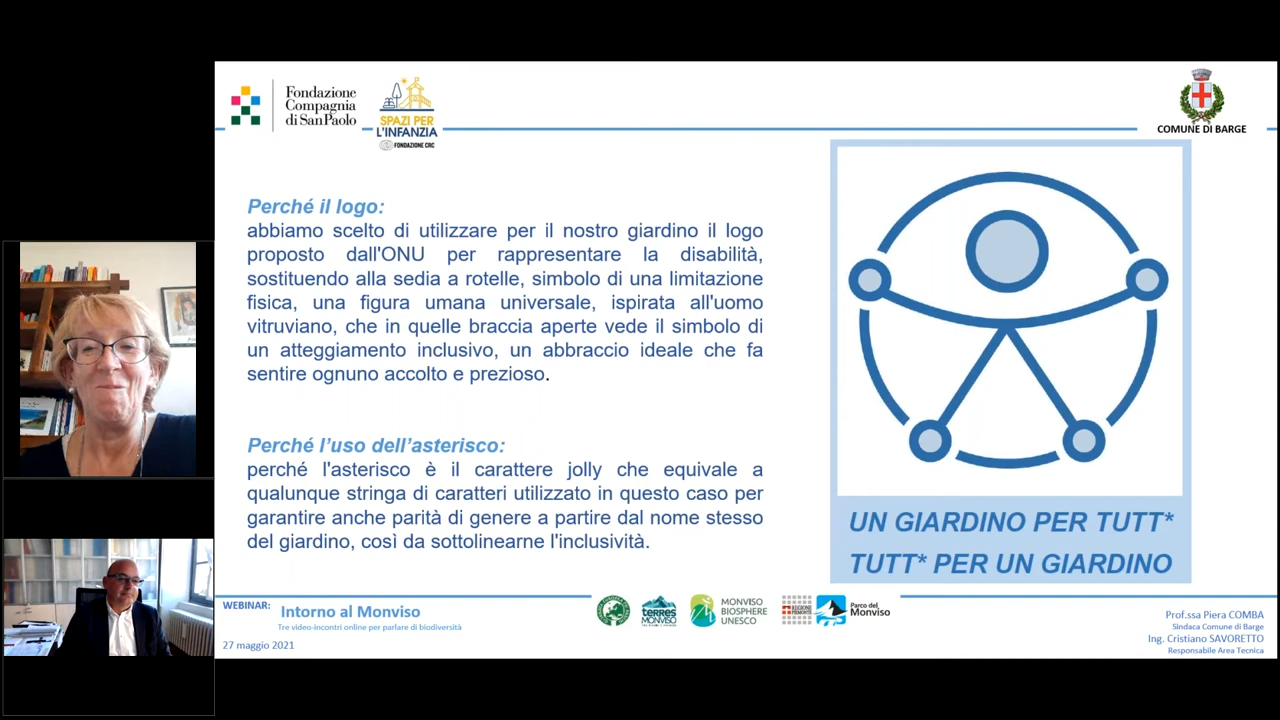 Fondazione
Compagnia
di San Paolo
SPAZI PER
L'INFANZIA
FONDAZIONE CRC
COMUNE DI BARGE
Perché il logo:
abbiamo scelto di utilizzare per il nostro giardino il logo
proposto dall'ONU per rappresentare la disabilità,
sostituendo alla sedia a rotelle, simbolo di una limitazione
fisica, una figura umana universale, ispirata all'uomo
vitruviano, che in quelle braccia aperte vede il simbolo di
un atteggiamento inclusivo, un abbraccio ideale che fa
sentire ognuno accolto e prezioso.
Perché l’uso dell’asterisco:
perché l'asterisco è il carattere jolly che equivale a
qualunque stringa di caratteri utilizzato in questo caso per
garantire anche parità di genere a partire dal nome stesso
del giardino, così da sottolinearne l'inclusività.
UN GIARDINO PER TUTT*
TUTT* PER UN GIARDINO
WEBINAR:
Intorno al Monviso
Tre video-incontri online per parlare di biodiversità
27 maggio 2021
terres
MONVISO
MONVISO
BIOSPHERE
UNESCO
REGIONE
PIEMONTE
Parco del
Monviso
Prof.ssa Piera COMBA
Sindaca Comune di Barge
Ing. Cristiano SAVORETTO
Responsabile Area Tecnica